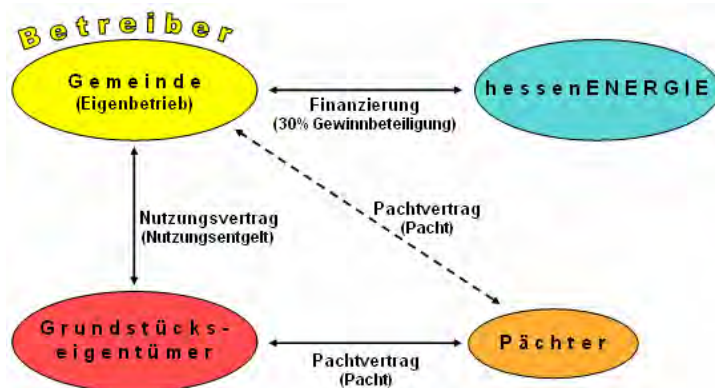 Betreiber
Gemeinde
(Eigenbetrieb)
hessenENERGIE
Finanzierung
(30% Gewinnbeteiligung)
Nutzungsvertrag
(Nutzungsentgelt)
Pachtvertrag
(Pacht)
Grundstücks-
eigentümer
Pachtvertrag
(Pacht)
Pächter